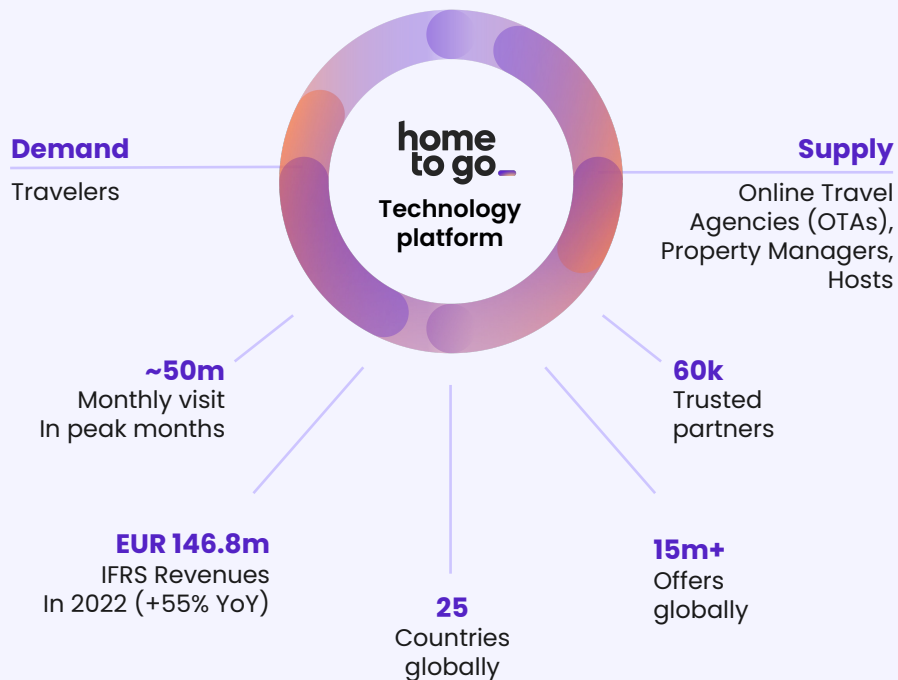 home
to go_
Technology
platform
Demand
Travelers
Supply
Online Travel
Agencies (OTAs),
Property Managers,
Hosts
~50m
Monthly visit
In peak months
60k
Trusted
partners
EUR 146.8m
IFRS Revenues
In 2022 (+55% YoY)
15m+
Offers
globally
25
Countries
globally